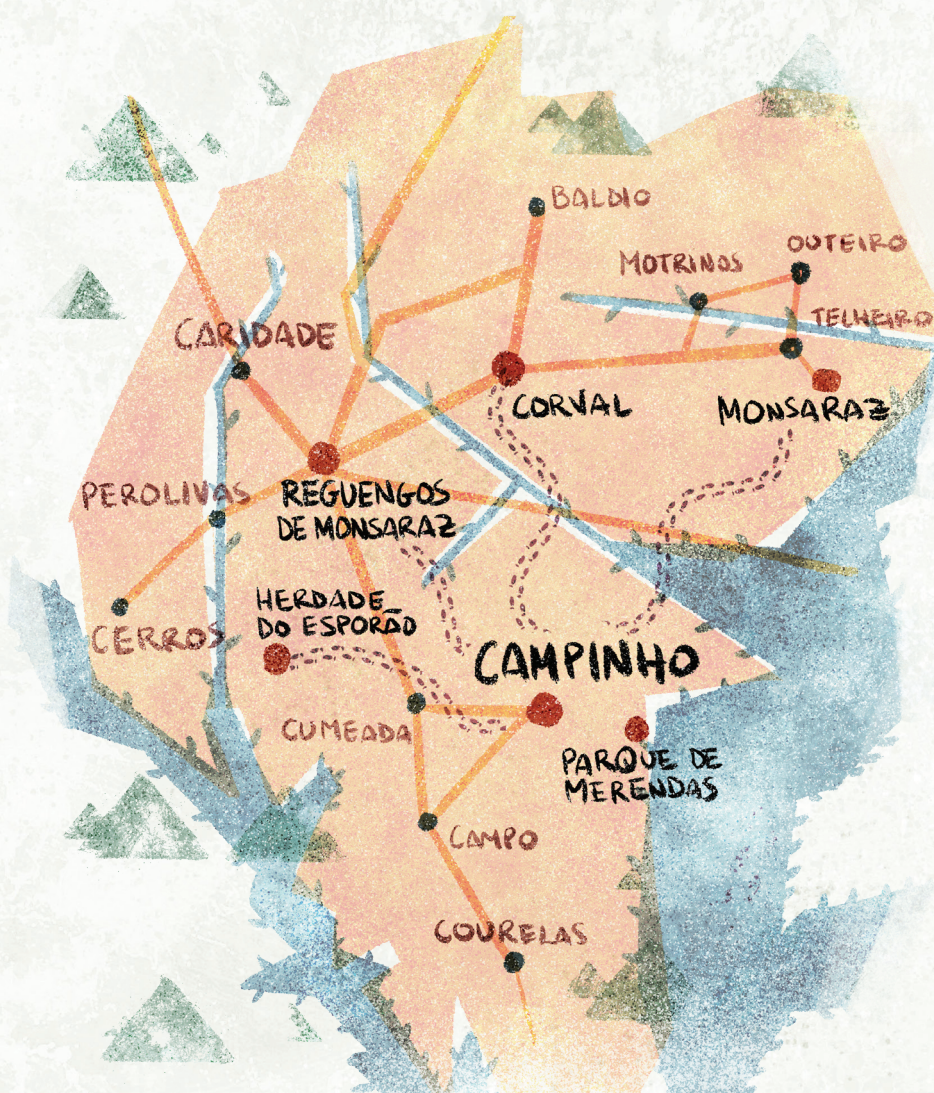 BALDIO
OUTEIRO
MOTRINOS
TELHEIRO
CARIDADE
CORVAL
MONSARAZ
PEROLIVAS
REGUENGOS
DE MONSARAZ
HERDADE
DO ESPORÃO
CERROS
CAMPINHO
CUMEADA
PARQUE DE
MERENDAS
CAMPO
COURELAS